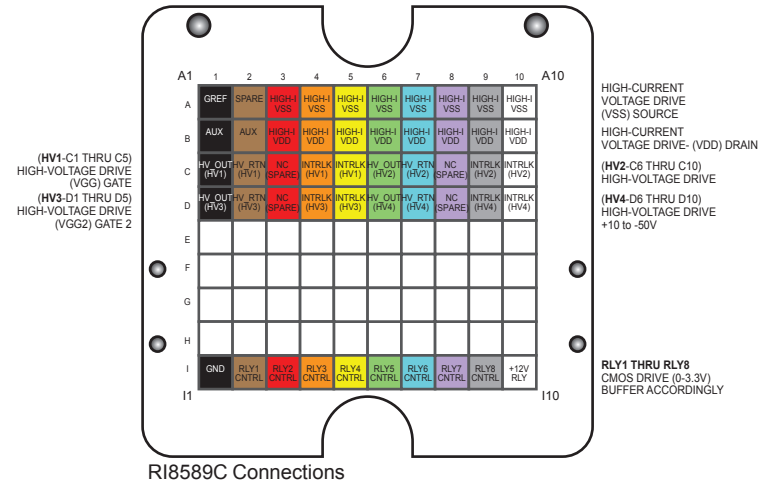 A1 1 2 3 4 5 6 7 8 9 10 A10
A GREF SPARE HIGH-I VSS HIGH-I VSS HIGH-I VSS HIGH-I VSS HIGH-I VSS HIGH-I VSS HIGH-I VSS HIGH-I VSS
B AUX AUX HIGH-I VDD HIGH-I VDD HIGH-I VDD HIGH-I VDD HIGH-I VDD HIGH-I VDD HIGH-I VDD HIGH-I VDD
C HV_OUT (HV1) HV_RTN (HV1) NC (SPARE) INTRLK (HV1) INTRLK (HV1) HV_OUT (HV2) HV_RTN (HV2) NC (SPARE) INTRLK (HV2) INTRLK (HV2)
D HV_OUT (HV3) HV_RTN (HV3) NC (SPARE) INTRLK (HV3) INTRLK (HV3) HV_OUT (HV4) HV_RTN (HV4) NC (SPARE) INTRLK (HV4) INTRLK (HV4)
E
F
G
H
I GND RLY1 CNTRL RLY2 CNTRL RLY3 CNTRL RLY4 CNTRL RLY5 CNTRL RLY6 CNTRL RLY7 CNTRL RLY8 CNTRL +12V RLY
I1 I10
(HV1-C1 THRU C5)
HIGH-VOLTAGE DRIVE
(VGG) GATE
(HV3-D1 THRU D5)
HIGH-VOLTAGE DRIVE
(VGG2) GATE 2
HIGH-CURRENT
VOLTAGE DRIVE
(VSS) SOURCE
HIGH-CURRENT
VOLTAGE DRIVE- (VDD) DRAIN
(HV2-C6 THRU C10)
HIGH-VOLTAGE DRIVE
(HV4-D6 THRU D10)
HIGH-VOLTAGE DRIVE
+10 to -50V
RLY1 THRU RLY8
CMOS DRIVE (0-3.3V)
BUFFER ACCORDINGLY
RI8589C Connections